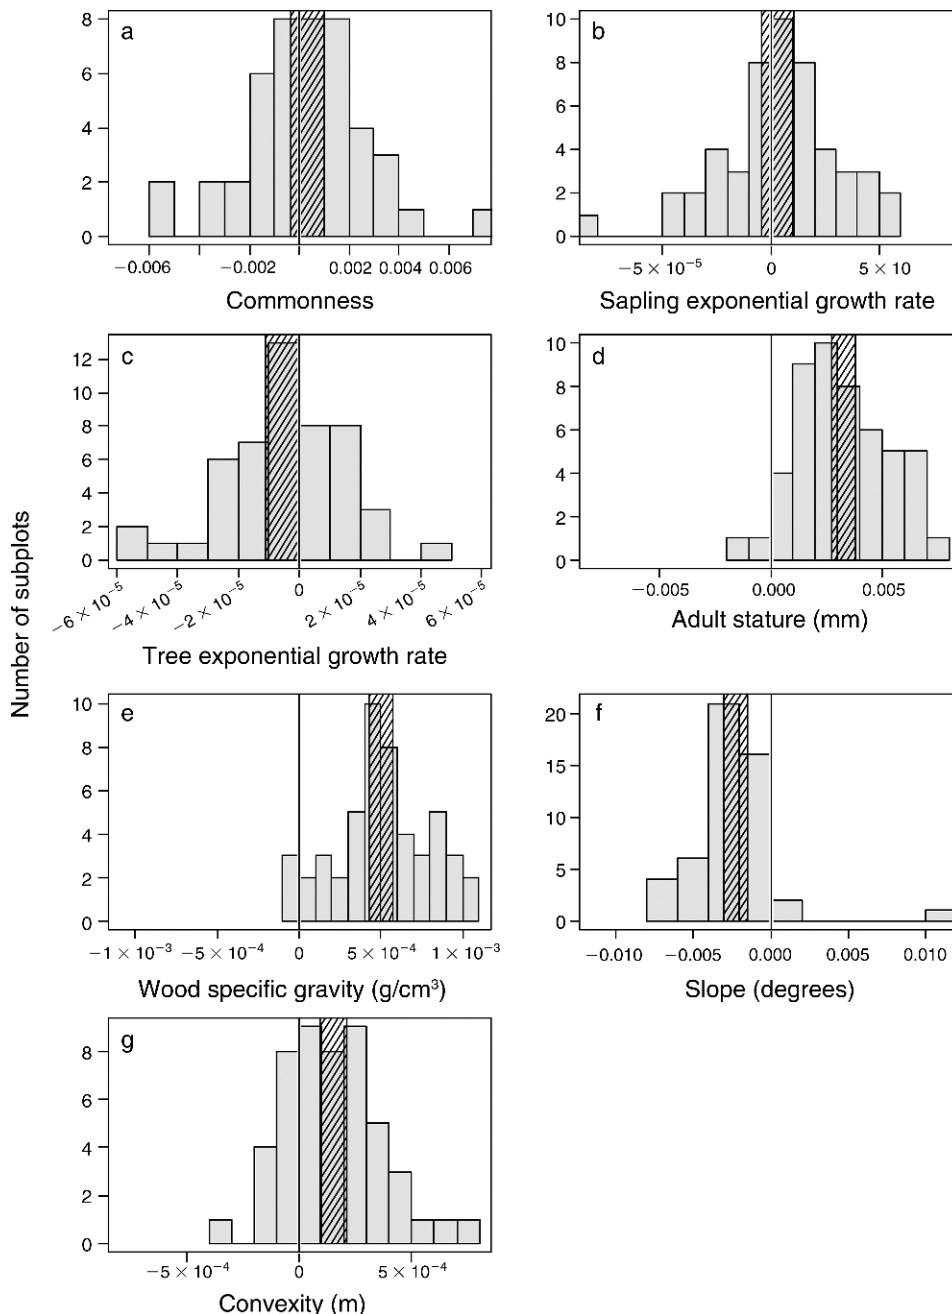 Number of subplots
a
8
6
4
2
0
−0.006 −0.002 0.002 0.004 0.006
Commonness
b
10
8
6
4
2
0
−5 × 10⁻⁵ 0 5 × 10
Sapling exponential growth rate
c
12
10
8
6
4
2
0
−6 × 10⁻⁵ −4 × 10⁻⁵ −2 × 10⁻⁵ 0 2 × 10⁻⁵ 4 × 10⁻⁵ 6 × 10⁻⁵
Tree exponential growth rate
d
10
8
6
4
2
0
−0.005 0.000 0.005
Adult stature (mm)
e
10
8
6
4
2
0
−1 × 10⁻³ −5 × 10⁻⁴ 0 5 × 10⁻⁴ 1 × 10⁻³
Wood specific gravity (g/cm³)
f
20
15
10
5
0
−0.010 −0.005 0.000 0.005 0.010
Slope (degrees)
g
8
6
4
2
0
−5 × 10⁻⁴ 0 5 × 10⁻⁴
Convexity (m)